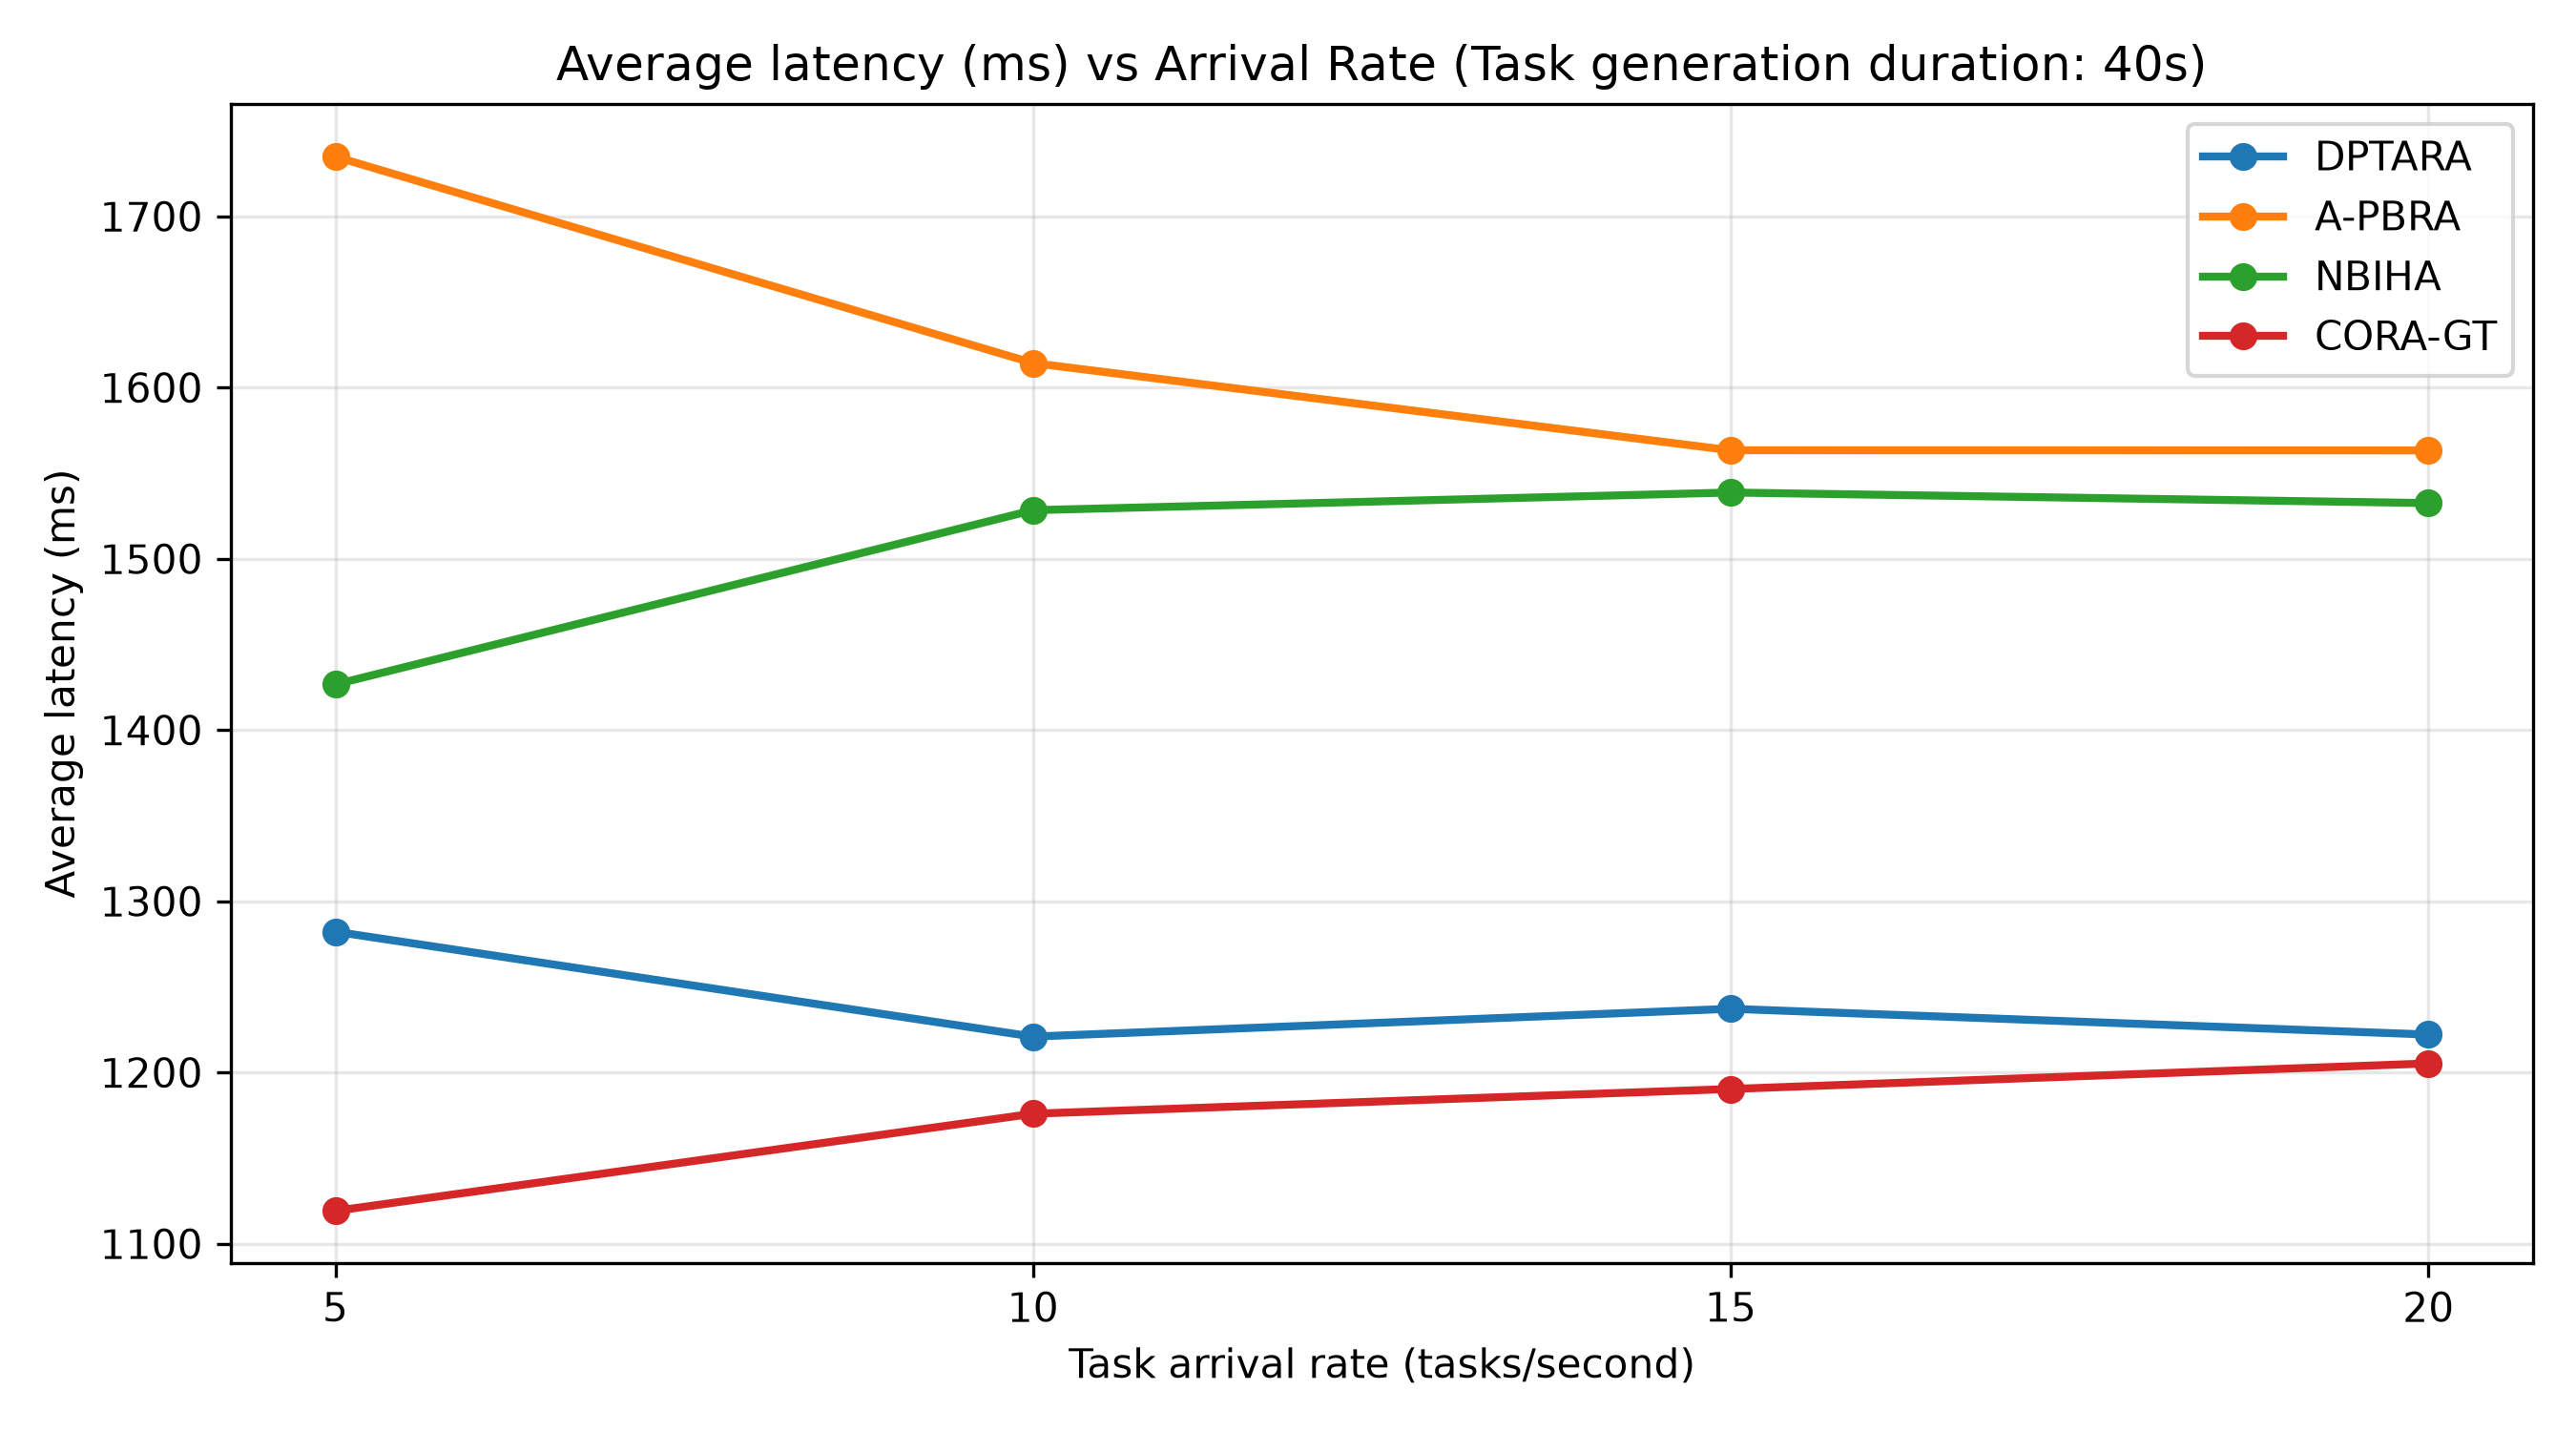 Average latency (ms) vs Arrival Rate (Task generation duration: 40s)
DPTARA
A-PBRA
NBIHA
CORA-GT
Average latency (ms)
1700
1600
1500
1400
1300
1200
1100
5 10 15 20
Task arrival rate (tasks/second)